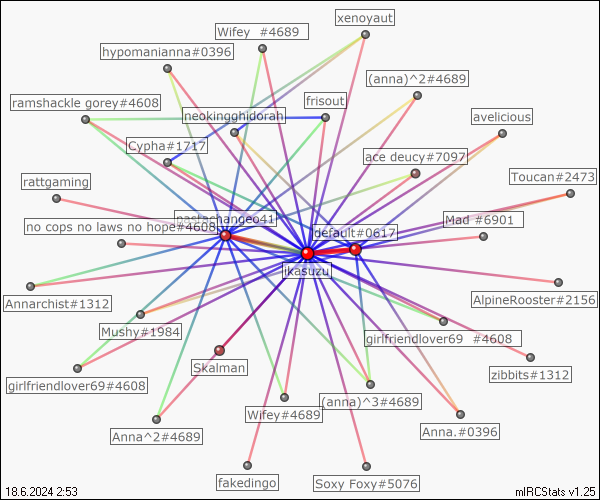 xenoyaut
Wifey   #4689
hypomanianna#0396
(anna)^2#4689
ramshackle gorey#4608
frisout
neokingghidorah
avelicious
Cypha#1717
ace deucy#7097
Toucan#2473
rattgaming
Mad #6901
no cops no laws no hope#4608
default#0617
ikasuzu
Annarchist#1312
AlpineRooster#2156
Mushy#1984
girlfriendlover69  #4608
Skalman
zibbits#1312
girlfriendlover69#4608
(anna)^3#4689
Wifey#4689
Anna^2#4689
Anna.#0396
fakedingo
Soxy Foxy#5076
18.6.2024 2:53
mIRCStats v1.25